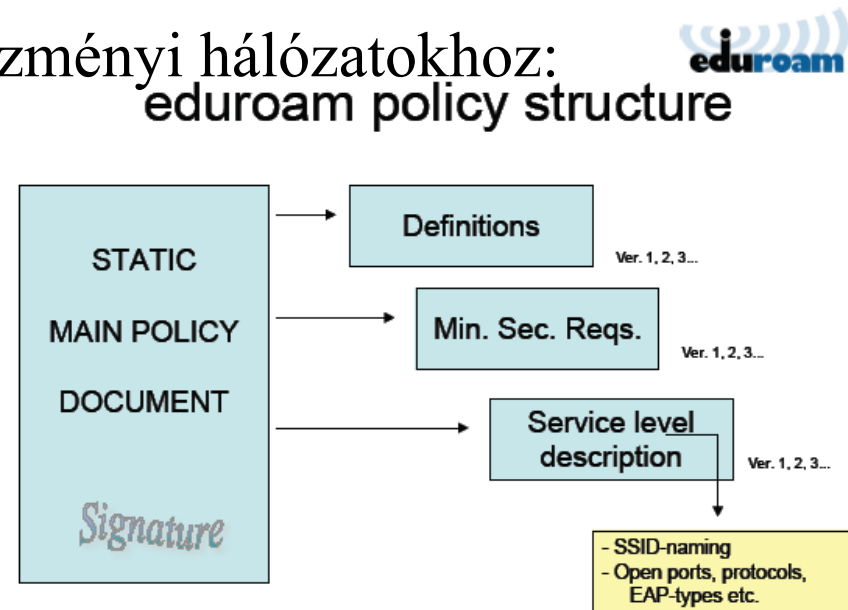 zményi hálózatokhoz:
eduroam
eduroam policy structure
STATIC
MAIN POLICY
DOCUMENT
Signature
Definitions
Ver. 1, 2, 3...
Min. Sec. Reqs.
Ver. 1, 2, 3...
Service level
description
Ver. 1, 2, 3...
- SSID-naming
- Open ports, protocols,
EAP-types etc.